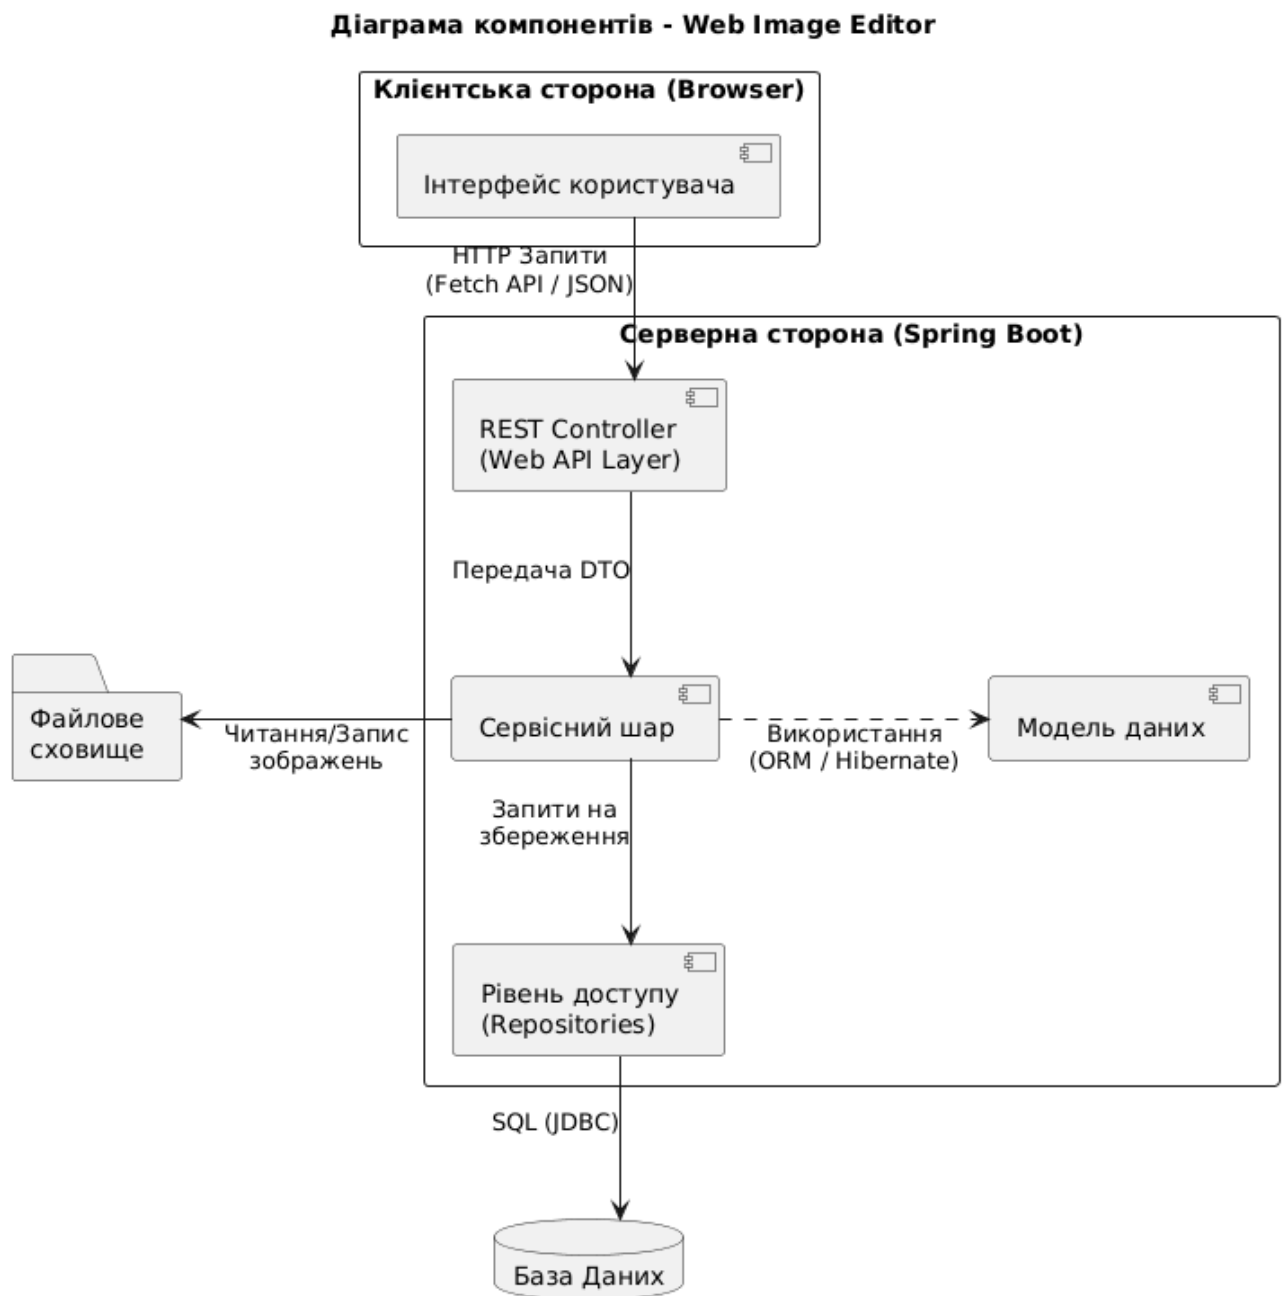 Діаграма компонентів - Web Image Editor
Клієнтська сторона (Browser)
Інтерфейс користувача
HTTP Запити
(Fetch API / JSON)
Серверна сторона (Spring Boot)
REST Controller
(Web API Layer)
Передача DTO
Файлове
сховище
Читання/Запис
зображень
Сервісний шар
Використання
(ORM / Hibernate)
Модель даних
Запити на
збереження
Рівень доступу
(Repositories)
SQL (JDBC)
База Даних